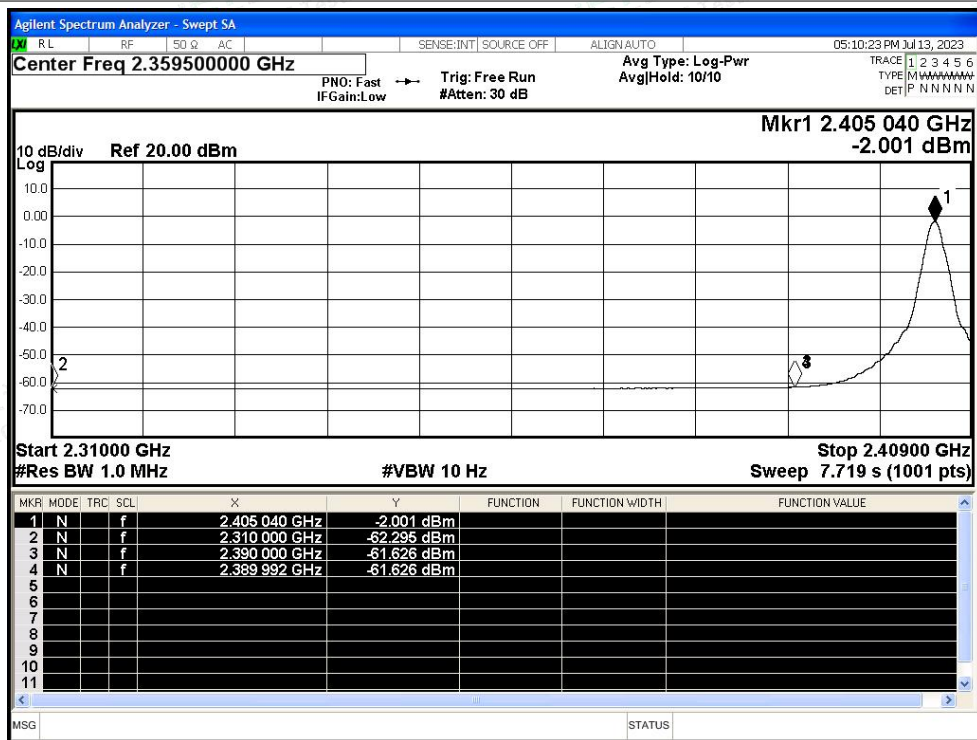 Agilent Spectrum Analyzer - Swept SA
LXI RL RF 50 Ω AC SENSE:INT SOURCE OFF ALIGN AUTO 05:10:23 PM Jul 13, 2023
Center Freq 2.359500000 GHz Avg Type: Log-Pwr TRACE 1 2 3 4 5 6
PNO: Fast Trig: Free Run Avg|Hold: 10/10 TYPE M WWWWW
IFGain:Low #Atten: 30 dB DET P N N N N N
Mkr1 2.405 040 GHz
10 dB/div Ref 20.00 dBm -2.001 dBm
Log
10.0
1
0.00
-10.0
-20.0
-30.0
-40.0
-50.0
2
-60.0
-70.0
Start 2.31000 GHz Stop 2.40900 GHz
#Res BW 1.0 MHz #VBW 10 Hz Sweep 7.719 s (1001 pts)
MKR MODE TRC SCL X Y FUNCTION FUNCTION WIDTH FUNCTION VALUE
1 N f 2.405 040 GHz -2.001 dBm
2 N f 2.310 000 GHz -62.295 dBm
3 N f 2.390 000 GHz -61.626 dBm
4 N f 2.389 992 GHz -61.626 dBm
5
6
7
8
9
10
11
MSG STATUS